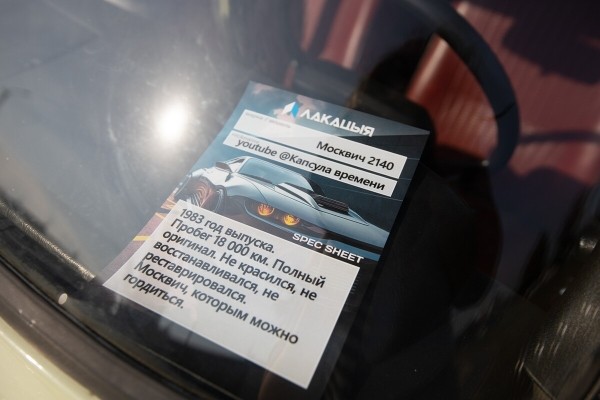 ЛАКАЦЫЯ
Москвич 2140
youtube @Капсула времени
SPEC SHEET
1983 год выпуска.
Пробег 18 000 км. Полный
оригинал. Не красился, не
восстанавливался, не
реставрировался.
Москвич, которым можно
гордиться.